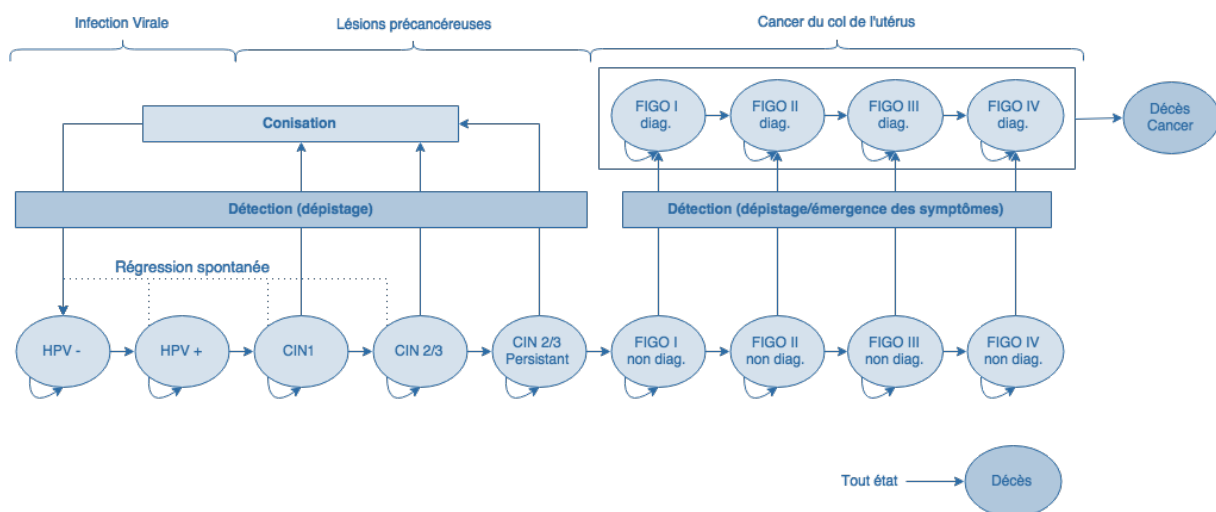 Infection Virale
Lésions précancéreuses
Cancer du col de l'utérus
FIGO I
diag.
FIGO II
diag.
FIGO III
diag.
FIGO IV
diag.
Décès
Cancer
Conisation
Détection (dépistage)
Détection (dépistage/émergence des symptômes)
Régression spontanée
HPV -
HPV +
CIN1
CIN 2/3
CIN 2/3
Persistant
FIGO I
non diag.
FIGO II
non diag.
FIGO III
non diag.
FIGO IV
non diag.
Tout état
Décès